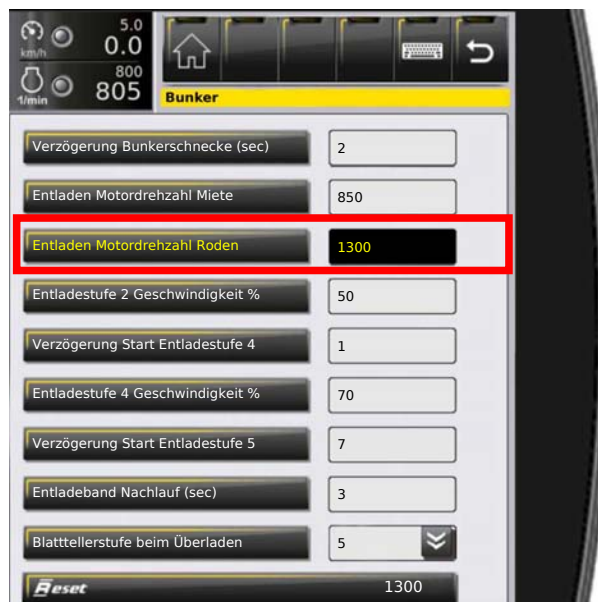 5.0
km/h 0.0
800
1/min 805
Bunker
Verzögerung Bunkerschnecke (sec) 2
Entladen Motordrehzahl Miete 850
Entladen Motordrehzahl Roden 1300
Entladestufe 2 Geschwindigkeit % 50
Verzögerung Start Entladestufe 4 1
Entladestufe 4 Geschwindigkeit % 70
Verzögerung Start Entladestufe 5 7
Entladeband Nachlauf (sec) 3
Blatttellerstufe beim Überladen 5
Reset 1300